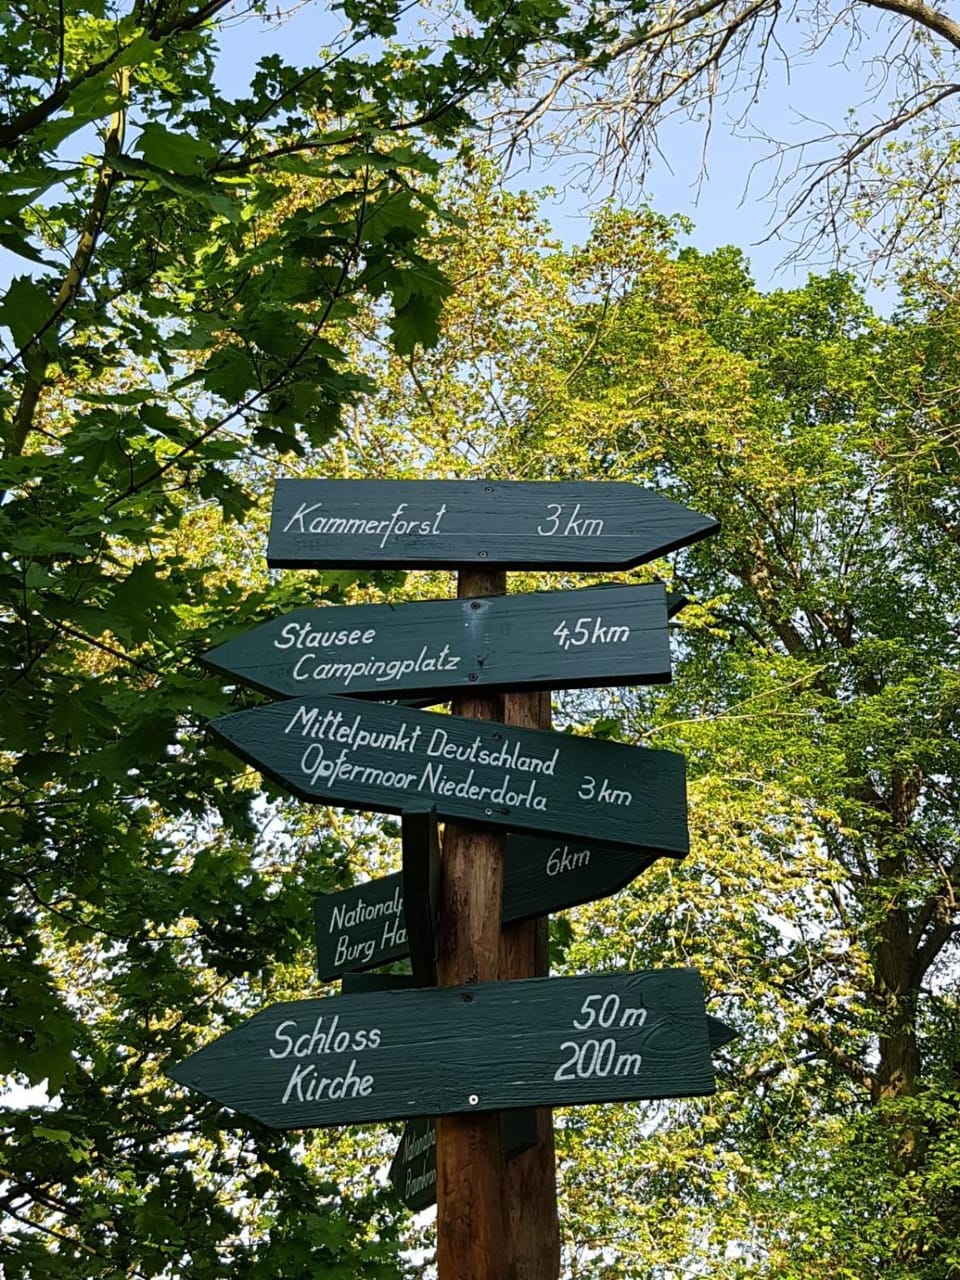 Kammerforst 3km
Stausee 4,5km
Campingplatz
Mittelpunkt Deutschland
Opfermoor Niederdorla 3km
6km
Burg
Schloss 50m
Kirche 200m